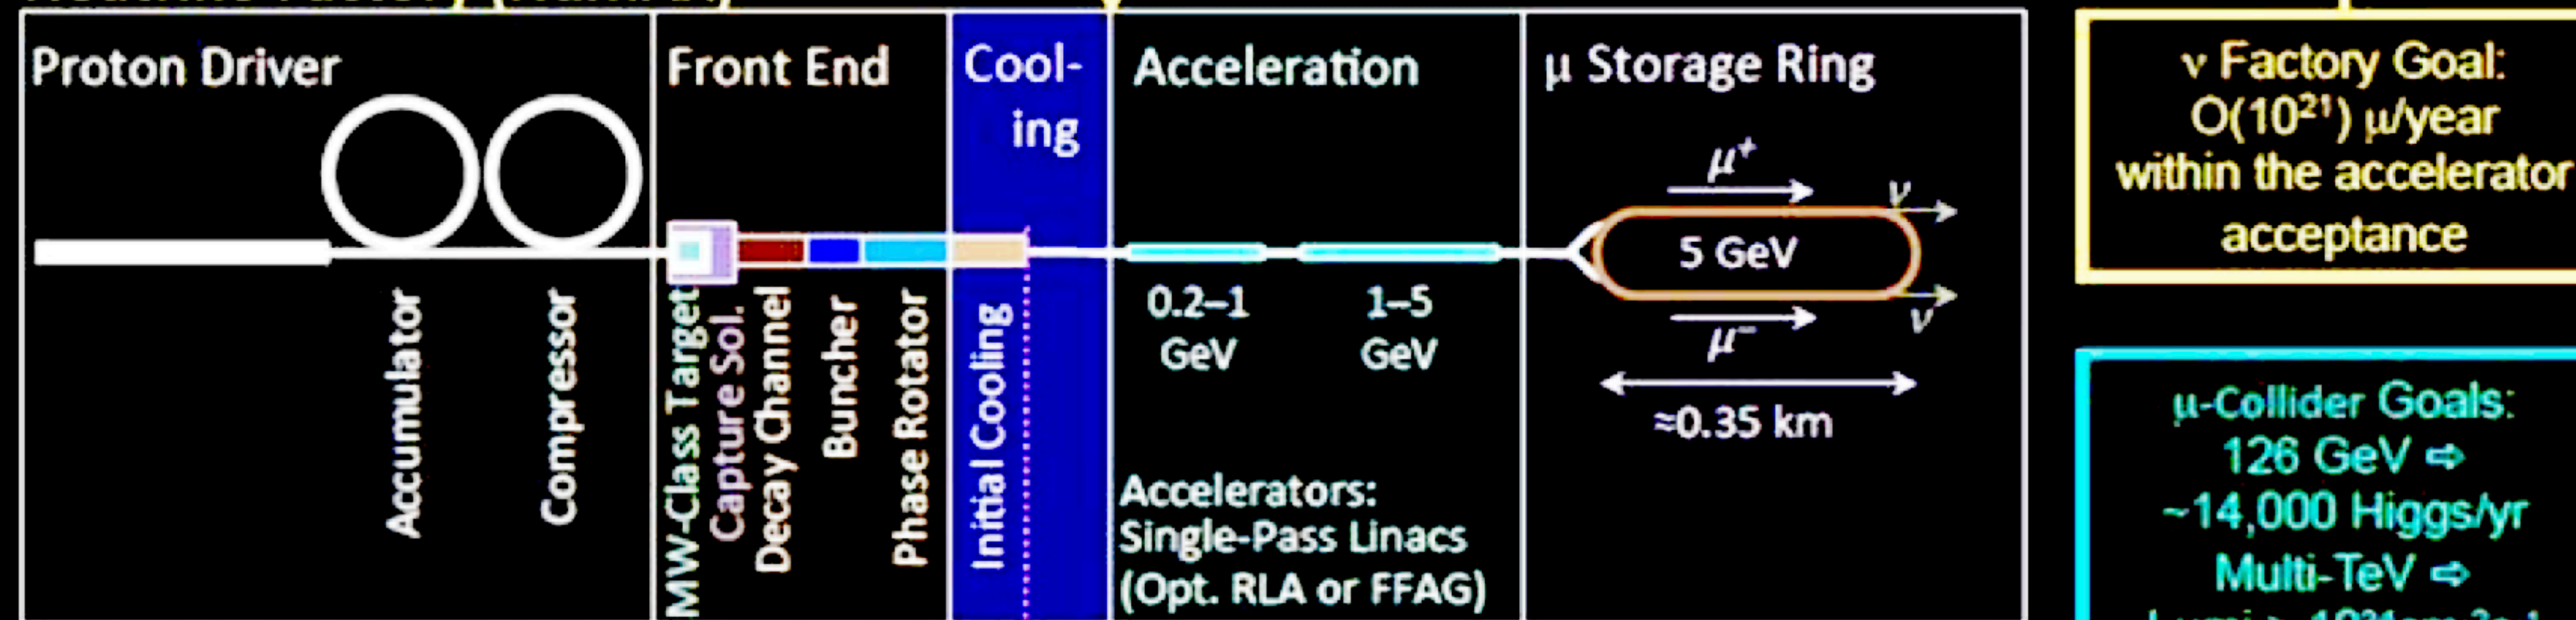 Proton Driver
Accumulator
Compressor
Front End
MW-Class Target
Capture Sol.
Decay Channel
Buncher
Phase Rotator
Cool-
ing
Initial Cooling
Acceleration
0.2–1
GeV
1–5
GeV
Accelerators:
Single-Pass Linacs
(Opt. RLA or FFAG)
μ Storage Ring
μ⁺
ν
5 GeV
μ⁻
ν
≈0.35 km
ν Factory Goal:
O(10²¹) μ/year
within the accelerator
acceptance
μ-Collider Goals:
126 GeV ⇨
~14,000 Higgs/yr
Multi-TeV ⇨